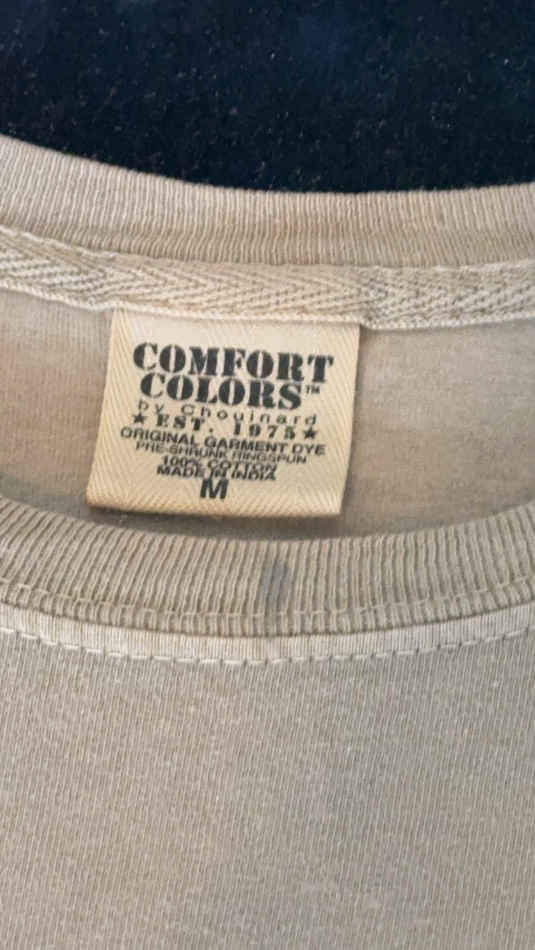 COMFORT
COLORS™
by Chouinard
★ EST. 1975 ★
ORIGINAL GARMENT DYE
PRE-SHRUNK RINGSPUN
100% COTTON
MADE IN INDIA
M